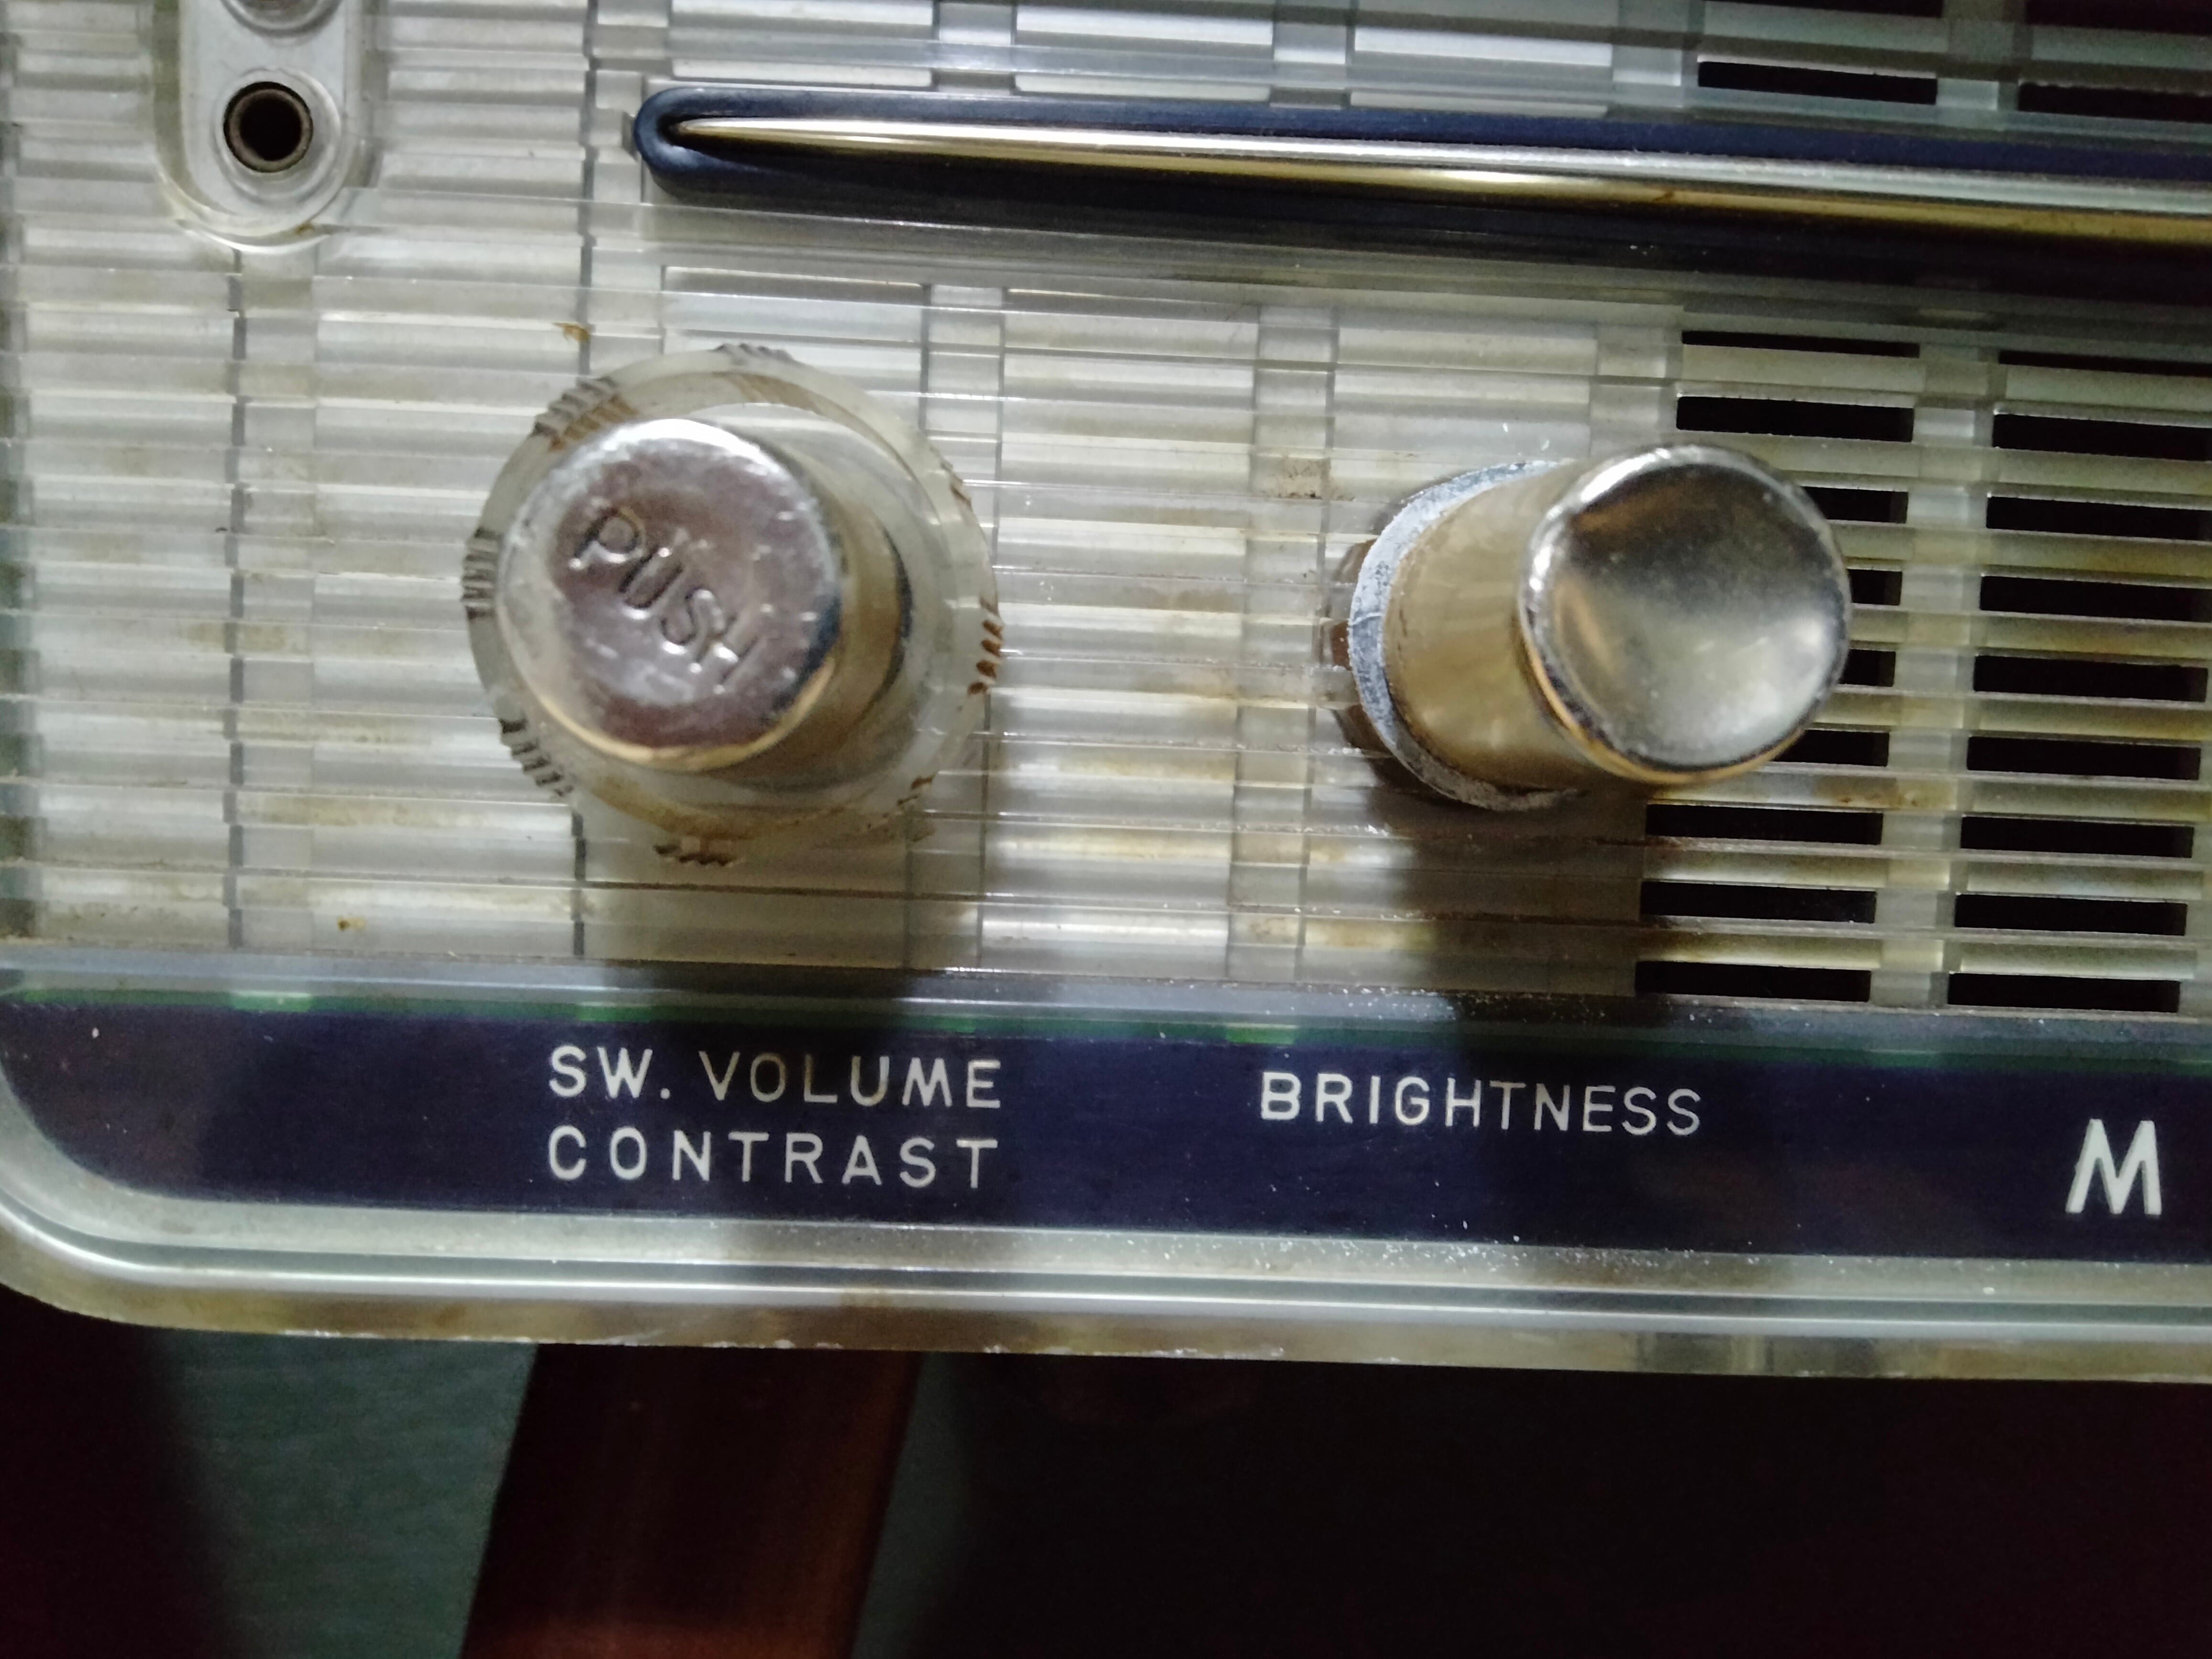 PUSH
SW. VOLUME
CONTRAST
BRIGHTNESS
M